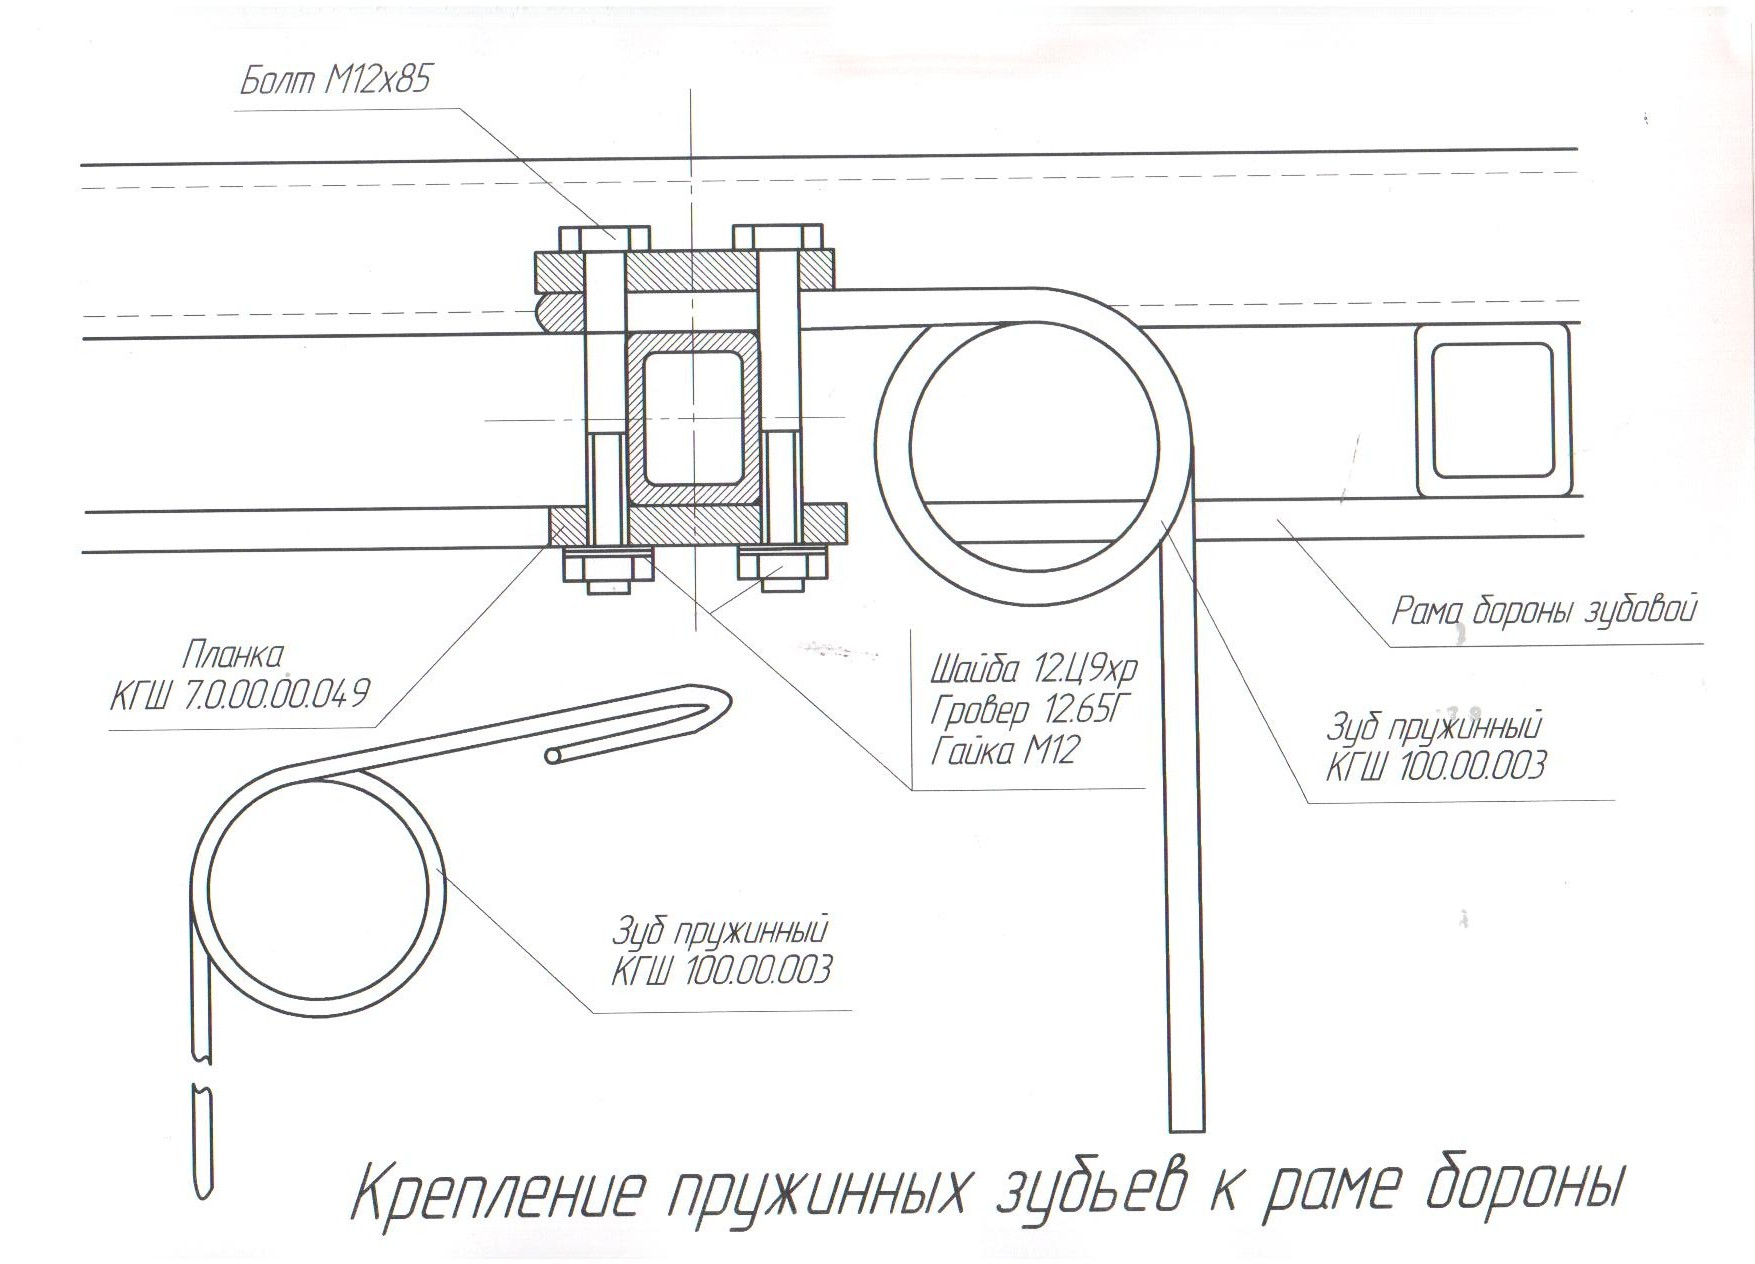 Болт М12х85
Планка
КГШ 7.0.00.00.049
Шайба 12.Ц9хр
Гровер 12.65Г
Гайка М12
Рама бороны зубовой
Зуб пружинный
КГШ 100.00.003
Зуб пружинный
КГШ 100.00.003
Крепление пружинных зубьев к раме бороны